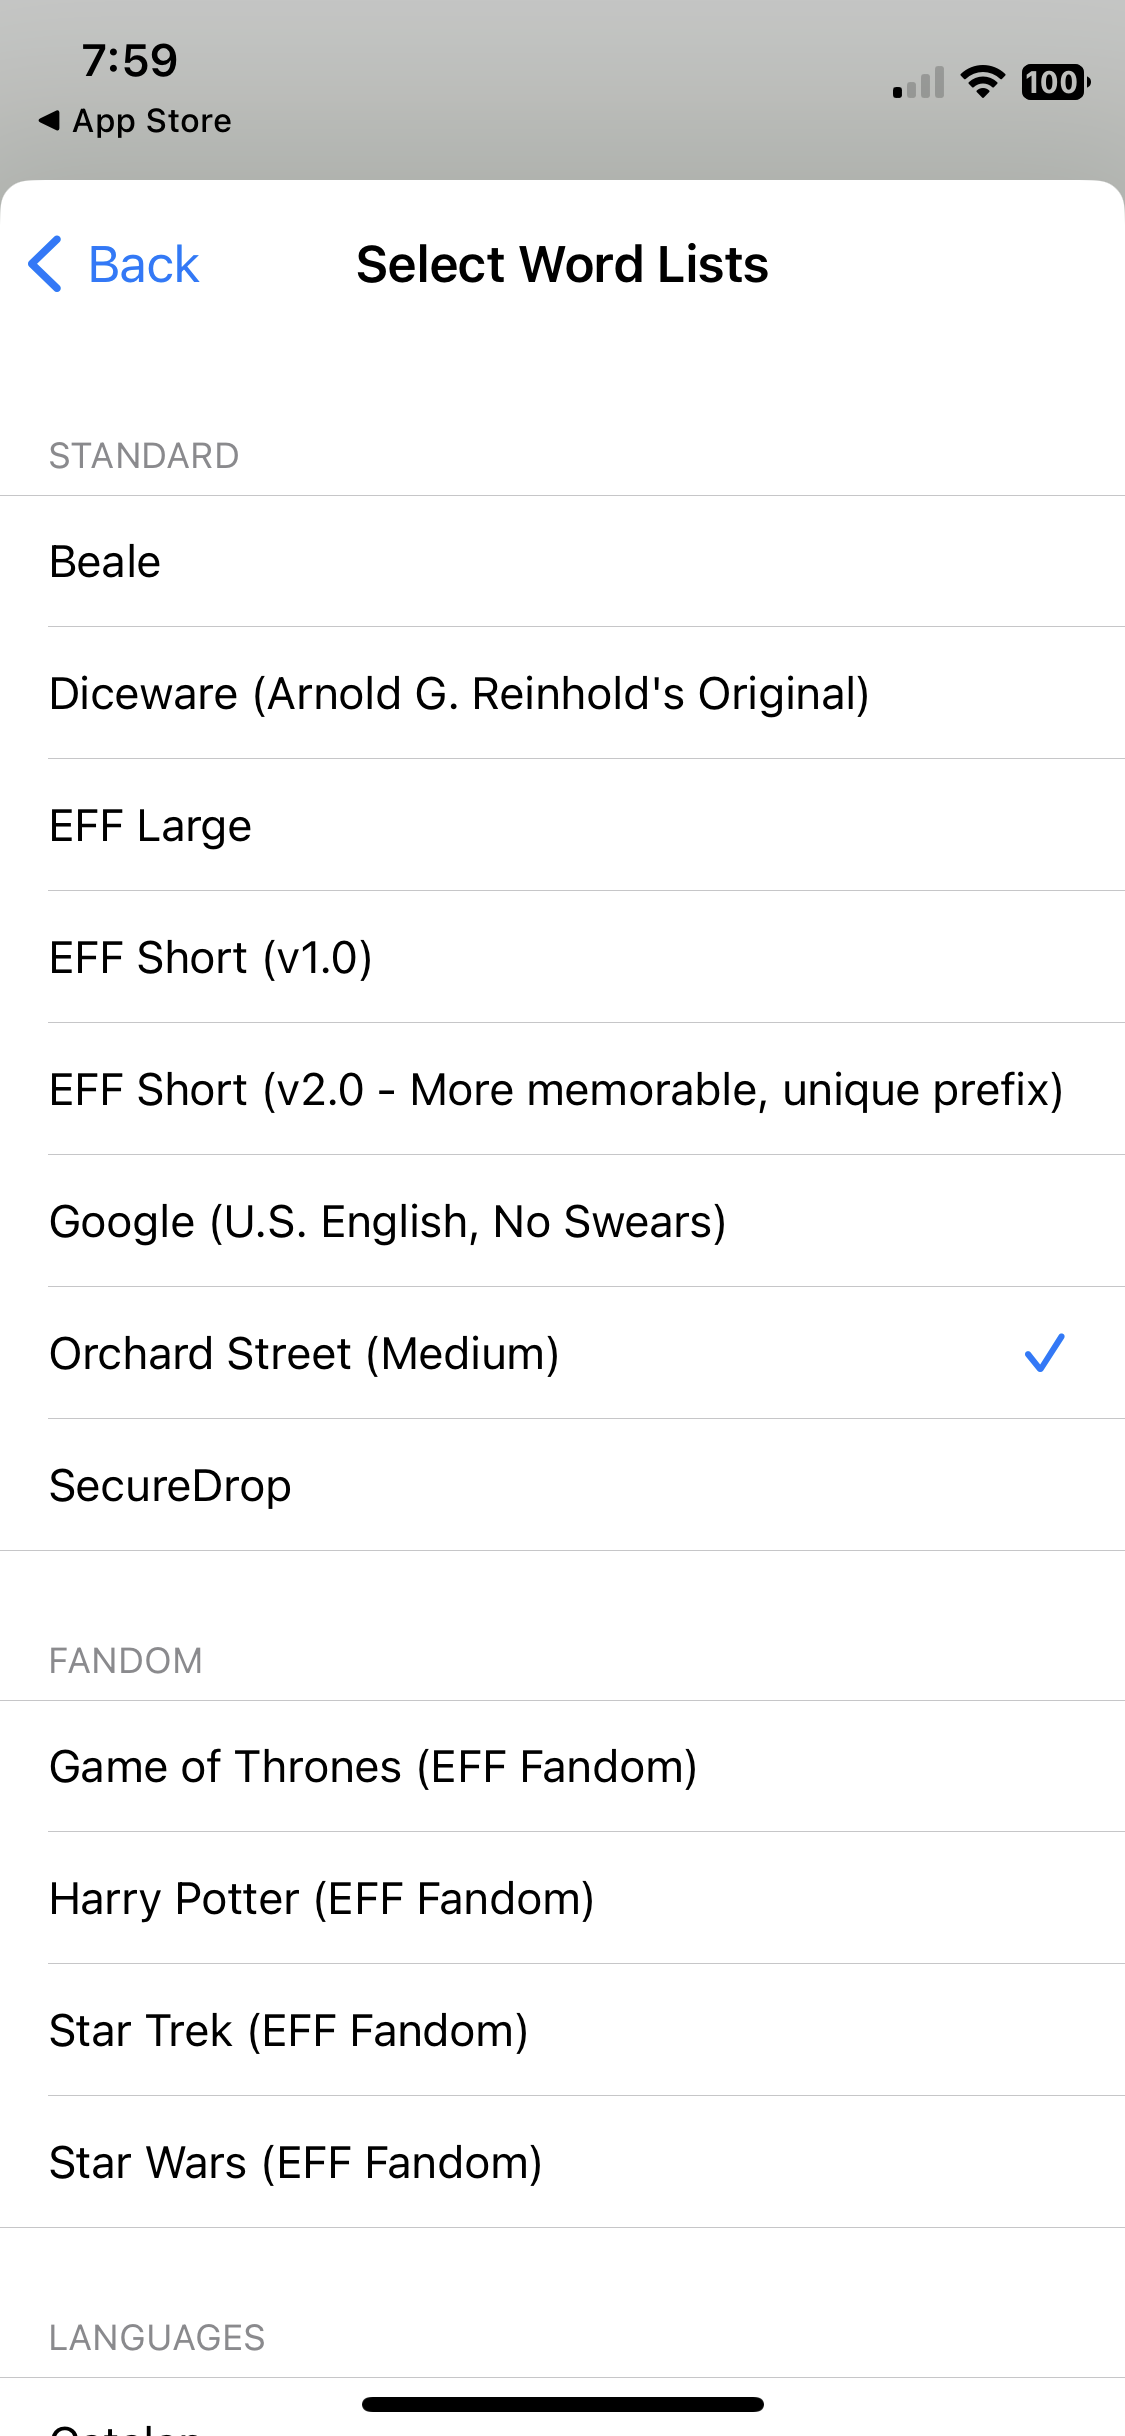 7:59
100
◀ App Store
Back
Select Word Lists
STANDARD
Beale
Diceware (Arnold G. Reinhold's Original)
EFF Large
EFF Short (v1.0)
EFF Short (v2.0 - More memorable, unique prefix)
Google (U.S. English, No Swears)
Orchard Street (Medium)
SecureDrop
FANDOM
Game of Thrones (EFF Fandom)
Harry Potter (EFF Fandom)
Star Trek (EFF Fandom)
Star Wars (EFF Fandom)
LANGUAGES